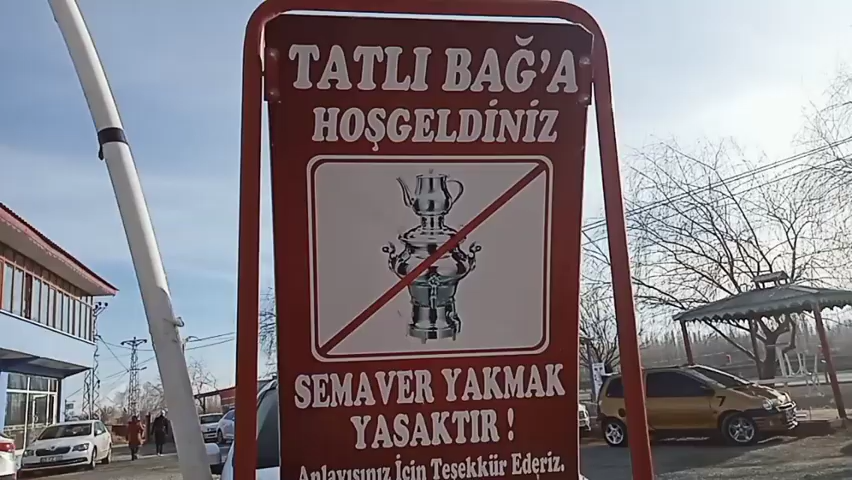 TATLI BAĞ'A
HOŞGELDİNİZ
SEMAVER YAKMAK
YASAKTIR !
Anlayışınız İçin Teşekkür Ederiz.